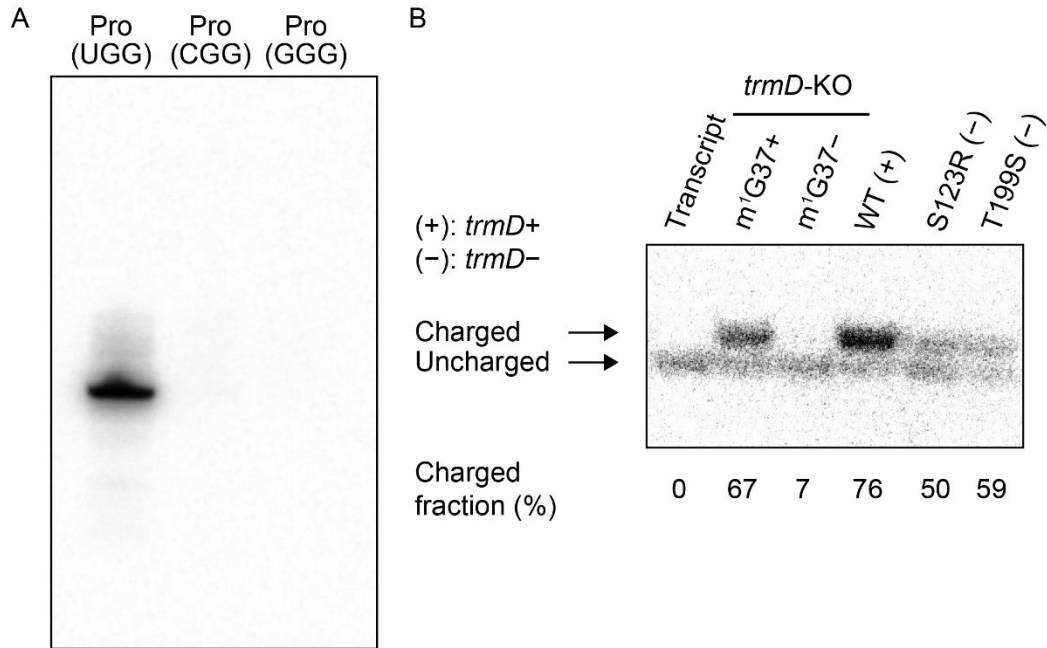 A
Pro
(UGG)
Pro
(CGG)
Pro
(GGG)
B
trmD-KO
Transcript
m¹G37+
m¹G37−
WT (+)
S123R (−)
T199S (−)
(+): trmD+
(−): trmD−
Charged
Uncharged
Charged
fraction (%)
0 67 7 76 50 59